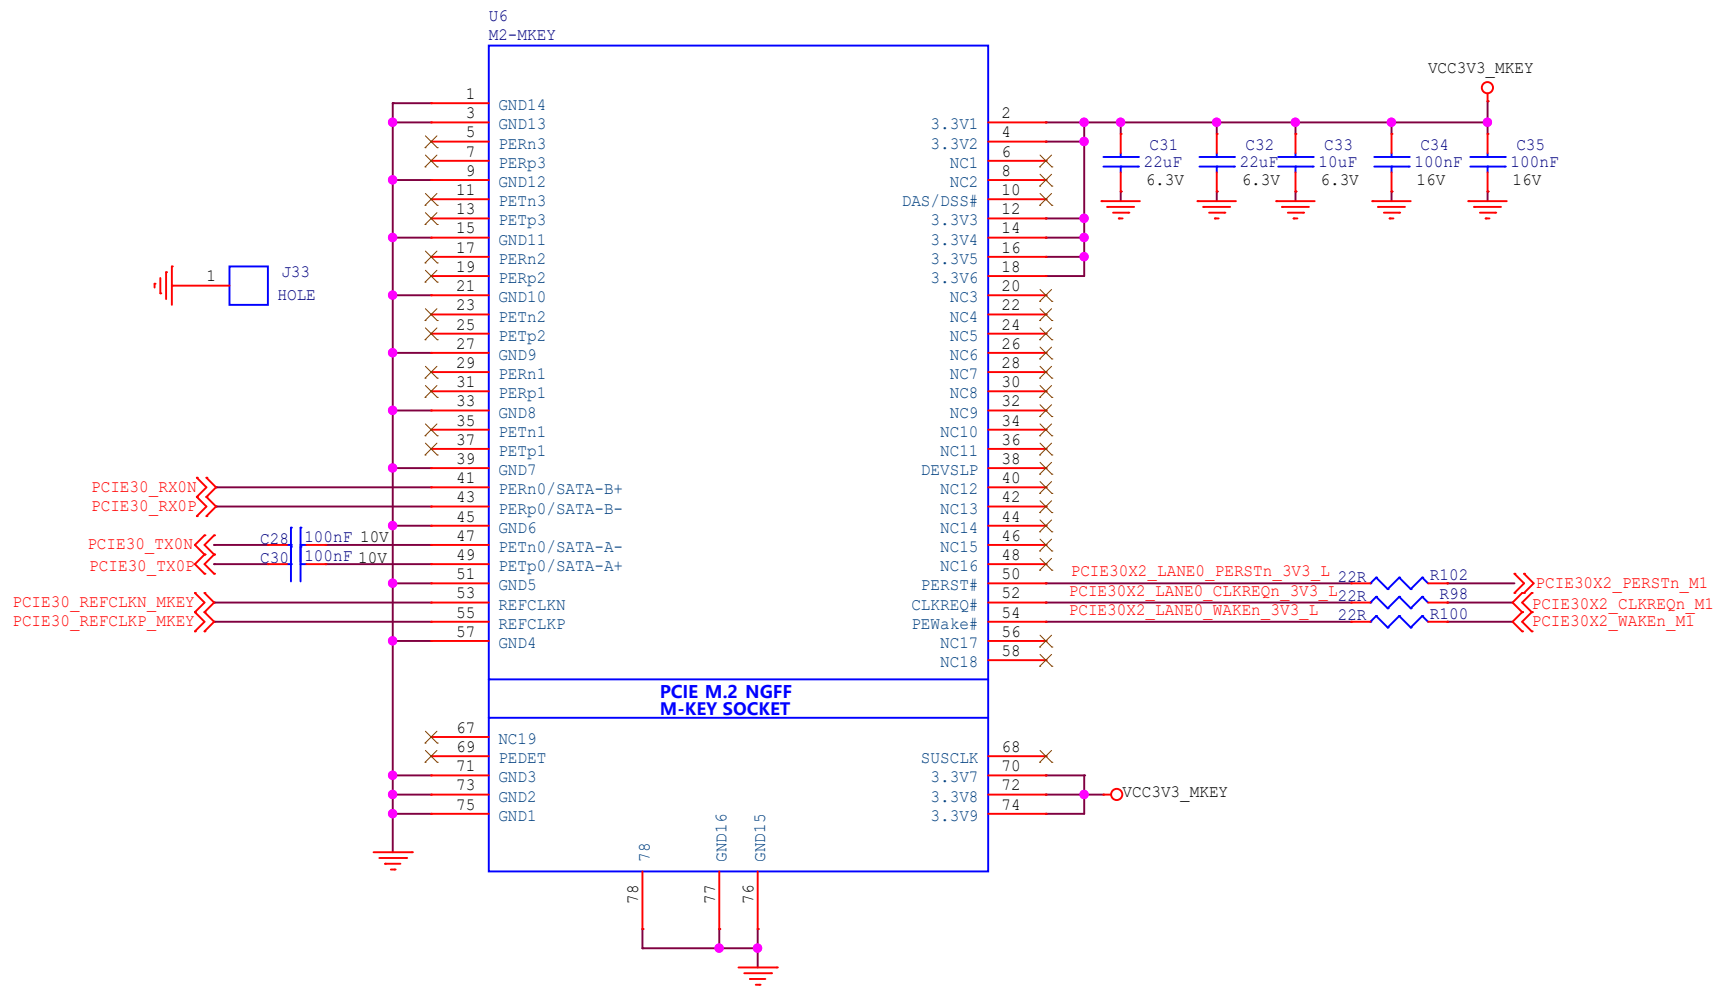 U6
M2-MKEY
VCC3V3_MKEY
1 GND14
3 GND13
5 PERn3
7 PERp3
9 GND12
11 PETn3
13 PETp3
15 GND11
17 PERn2
19 PERp2
21 GND10
23 PETn2
25 PETp2
27 GND9
29 PERn1
31 PERp1
33 GND8
35 PETn1
37 PETp1
39 GND7
41 PERn0/SATA-B+
43 PERp0/SATA-B-
45 GND6
47 PETn0/SATA-A-
49 PETp0/SATA-A+
51 GND5
53 REFCLKN
55 REFCLKP
57 GND4
3.3V1 2
3.3V2 4
NC1 6
NC2 8
DAS/DSS# 10
3.3V3 12
3.3V4 14
3.3V5 16
3.3V6 18
NC3 20
NC4 22
NC5 24
NC6 26
NC7 28
NC8 30
NC9 32
NC10 34
NC11 36
DEVSLP 38
NC12 40
NC13 42
NC14 44
NC15 46
NC16 48
PERST# 50
CLKREQ# 52
PEWake# 54
NC17 56
NC18 58
C31
22uF
6.3V
C32
22uF
6.3V
C33
10uF
6.3V
C34
100nF
16V
C35
100nF
16V
1
J33
HOLE
PCIE30_RX0N
PCIE30_RX0P
PCIE30_TX0N C28 100nF 10V
PCIE30_TX0P C30 100nF 10V
PCIE30_REFCLKN_MKEY
PCIE30_REFCLKP_MKEY
PCIE30X2_LANE0_PERSTn_3V3_L 22R R102 PCIE30X2_PERSTn_M1
PCIE30X2_LANE0_CLKREQn_3V3_L 22R R98 PCIE30X2_CLKREQn_M1
PCIE30X2_LANE0_WAKEn_3V3_L 22R R100 PCIE30X2_WAKEn_M1
PCIE M.2 NGFF
M-KEY SOCKET
67 NC19
69 PEDET
71 GND3
73 GND2
75 GND1
SUSCLK 68
3.3V7 70
3.3V8 72
3.3V9 74
VCC3V3_MKEY
78
GND16
GND15
78
77
76